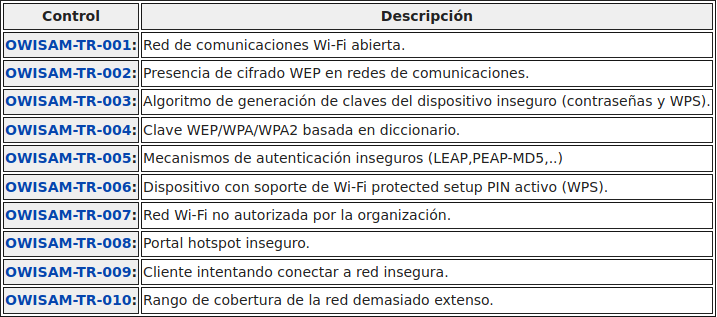 Control Descripción
OWISAM-TR-001: Red de comunicaciones Wi-Fi abierta.
OWISAM-TR-002: Presencia de cifrado WEP en redes de comunicaciones.
OWISAM-TR-003: Algoritmo de generación de claves del dispositivo inseguro (contraseñas y WPS).
OWISAM-TR-004: Clave WEP/WPA/WPA2 basada en diccionario.
OWISAM-TR-005: Mecanismos de autenticación inseguros (LEAP,PEAP-MD5,..)
OWISAM-TR-006: Dispositivo con soporte de Wi-Fi protected setup PIN activo (WPS).
OWISAM-TR-007: Red Wi-Fi no autorizada por la organización.
OWISAM-TR-008: Portal hotspot inseguro.
OWISAM-TR-009: Cliente intentando conectar a red insegura.
OWISAM-TR-010: Rango de cobertura de la red demasiado extenso.